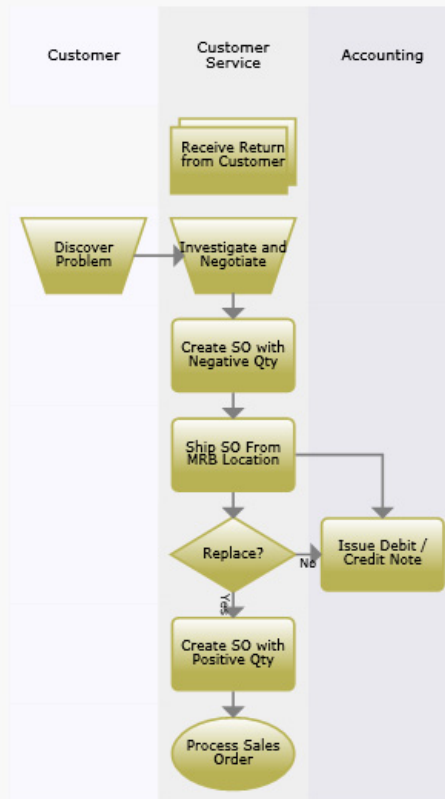 Customer
Customer
Service
Accounting
Receive Return
from Customer
Discover
Problem
Investigate and
Negotiate
Create SO with
Negative Qty
Ship SO From
MRB Location
Replace?
No
Issue Debit /
Credit Note
Yes
Create SO with
Positive Qty
Process Sales
Order